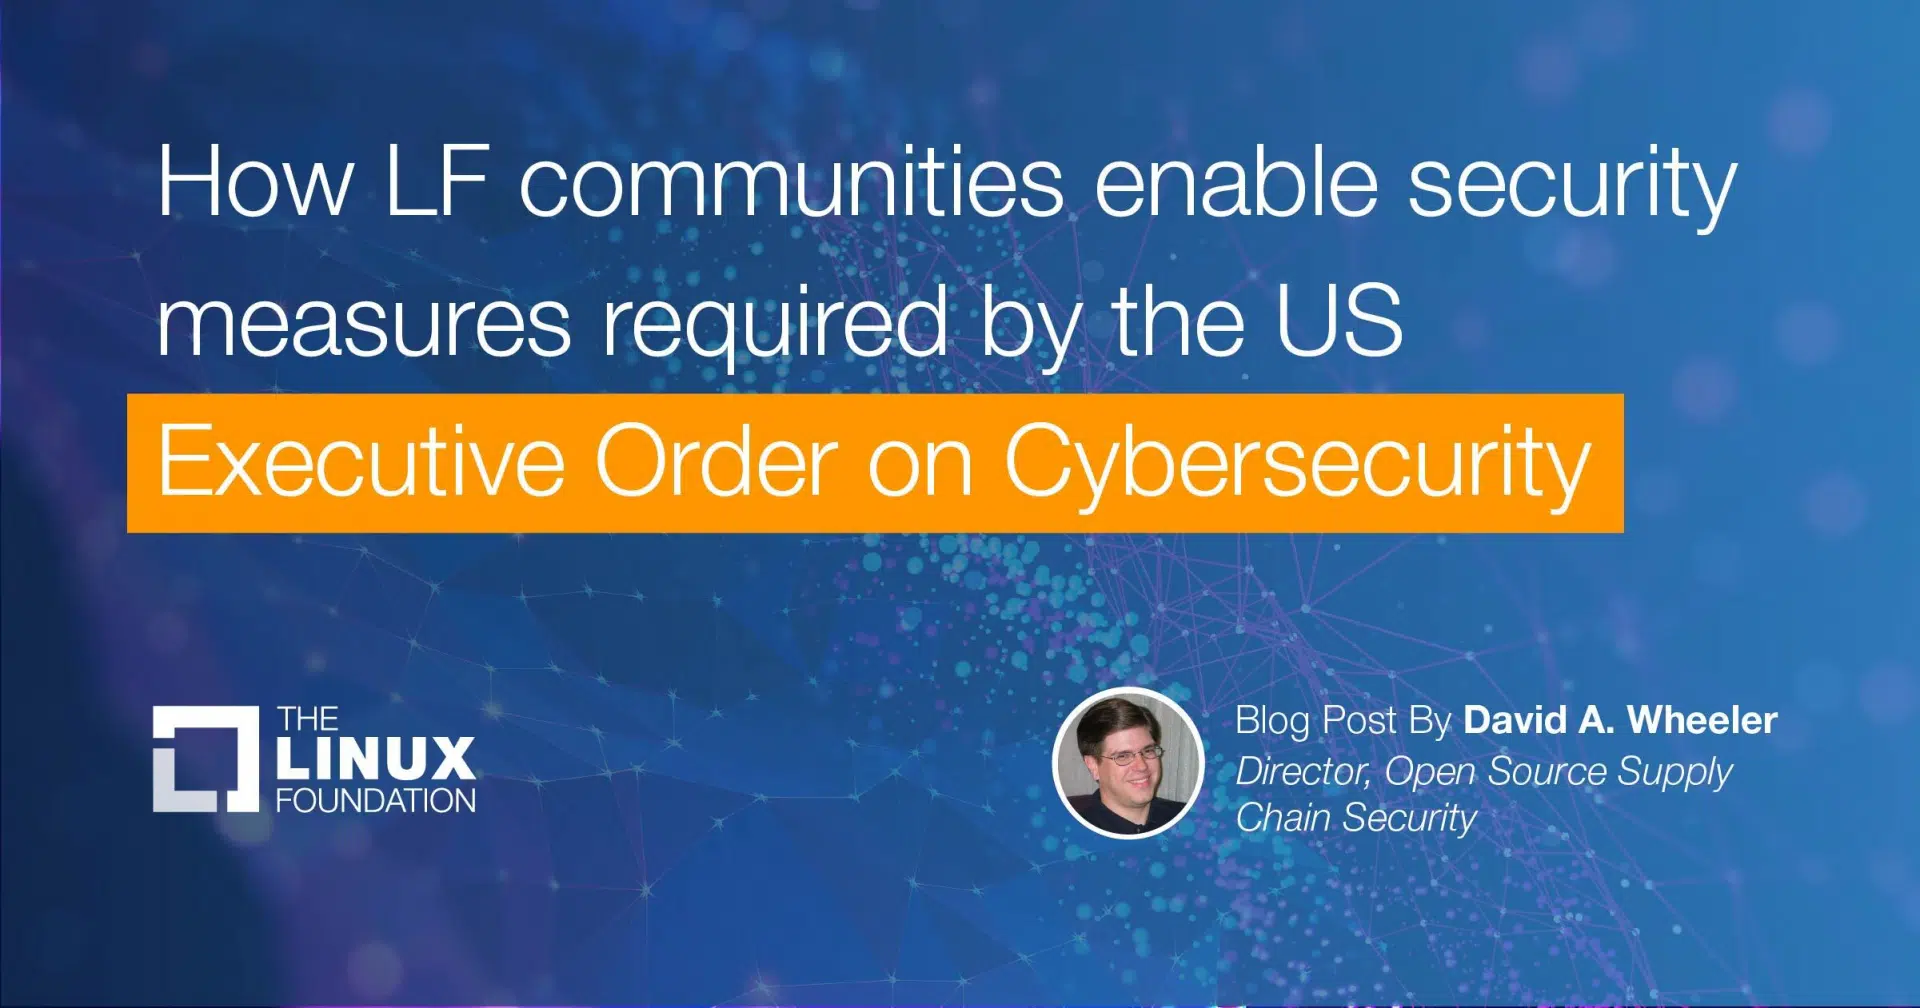 How LF communities enable security
measures required by the US
Executive Order on Cybersecurity
THE
LINUX
FOUNDATION
Blog Post By David A. Wheeler
Director, Open Source Supply
Chain Security